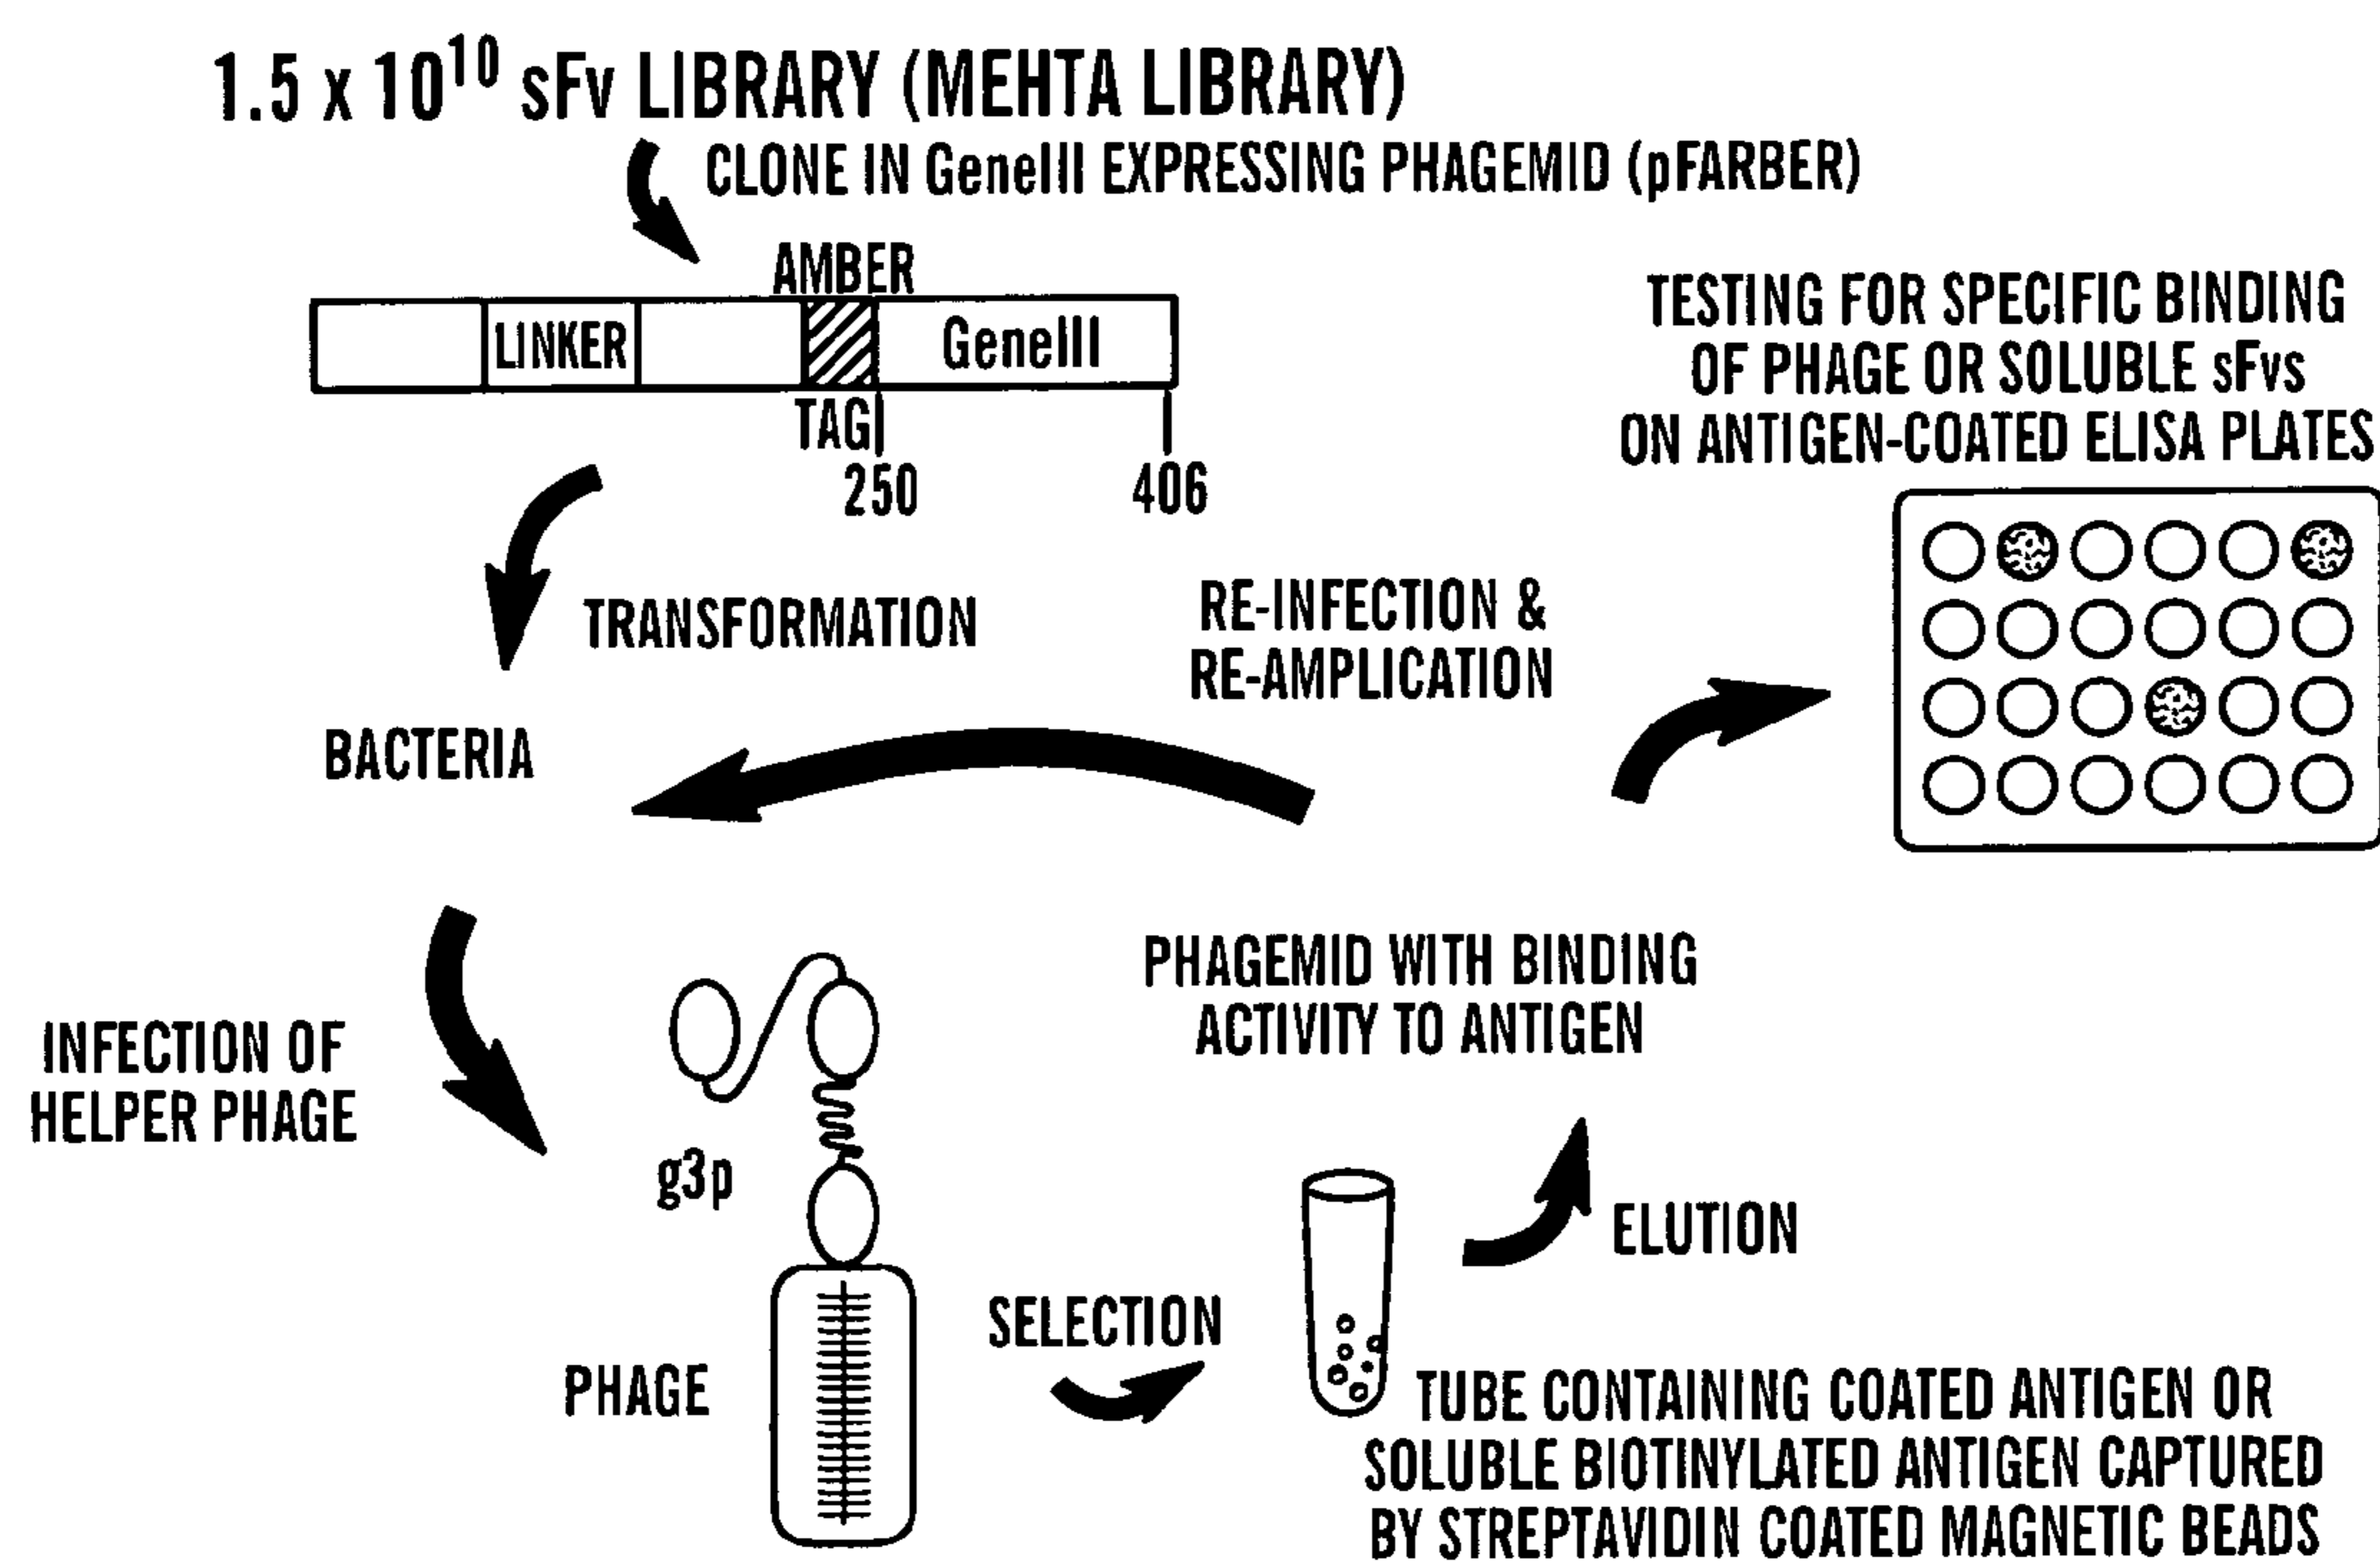 1.5 x 10¹⁰ sFv LIBRARY (MEHTA LIBRARY)
CLONE IN GeneIII EXPRESSING PHAGEMID (pFARBER)
AMBER
LINKER
GeneIII
TAG
250
406
TESTING FOR SPECIFIC BINDING
OF PHAGE OR SOLUBLE sFvs
ON ANTIGEN-COATED ELISA PLATES
TRANSFORMATION
RE-INFECTION &
RE-AMPLICATION
BACTERIA
PHAGEMID WITH BINDING
ACTIVITY TO ANTIGEN
INFECTION OF
HELPER PHAGE
g3p
ELUTION
SELECTION
PHAGE
TUBE CONTAINING COATED ANTIGEN OR
SOLUBLE BIOTINYLATED ANTIGEN CAPTURED
BY STREPTAVIDIN COATED MAGNETIC BEADS